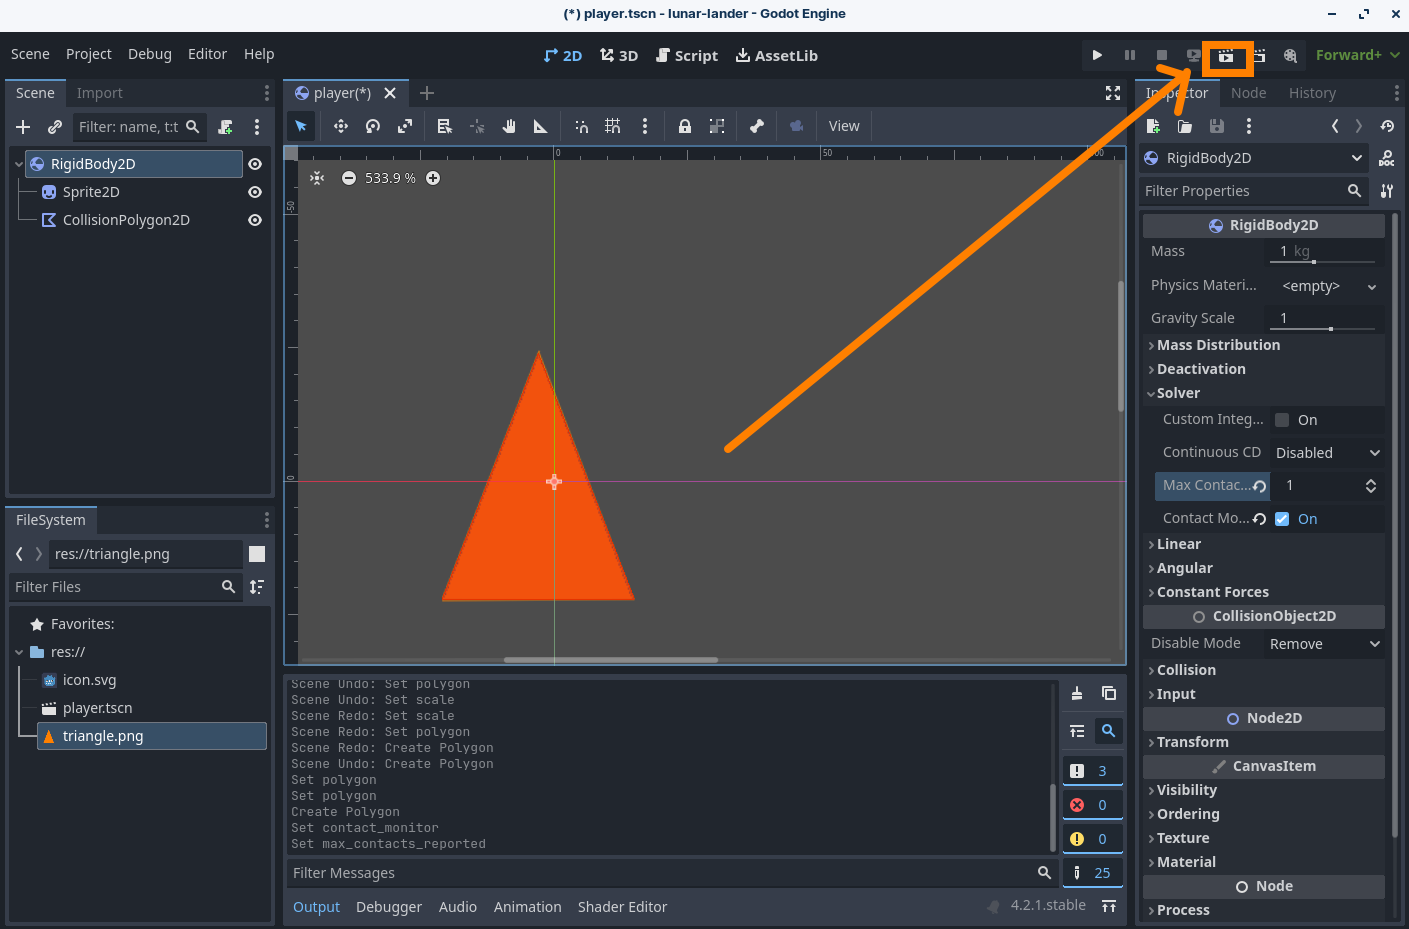 (*) player.tscn - lunar-lander - Godot Engine
Scene Project Debug Editor Help
2D 3D Script AssetLib
Forward+
Scene Import
Filter: name, t:t
RigidBody2D
Sprite2D
CollisionPolygon2D
FileSystem
res://triangle.png
Filter Files
Favorites:
res://
icon.svg
player.tscn
triangle.png
player(*)
View
0 50
-50
0
533.9 %
Scene Undo: Set polygon
Scene Undo: Set scale
Scene Redo: Set scale
Scene Redo: Set polygon
Scene Redo: Create Polygon
Scene Undo: Create Polygon
Set polygon
Set polygon
Create Polygon
Set contact_monitor
Set max_contacts_reported
Filter Messages
3
0
0
25
Output Debugger Audio Animation Shader Editor
4.2.1.stable
Inspector Node History
RigidBody2D
Filter Properties
RigidBody2D
Mass 1 kg
Physics Materi... <empty>
Gravity Scale 1
Mass Distribution
Deactivation
Solver
Custom Integ... On
Continuous CD Disabled
Max Contac... 1
Contact Mo... On
Linear
Angular
Constant Forces
CollisionObject2D
Disable Mode Remove
Collision
Input
Node2D
Transform
CanvasItem
Visibility
Ordering
Texture
Material
Node
Process